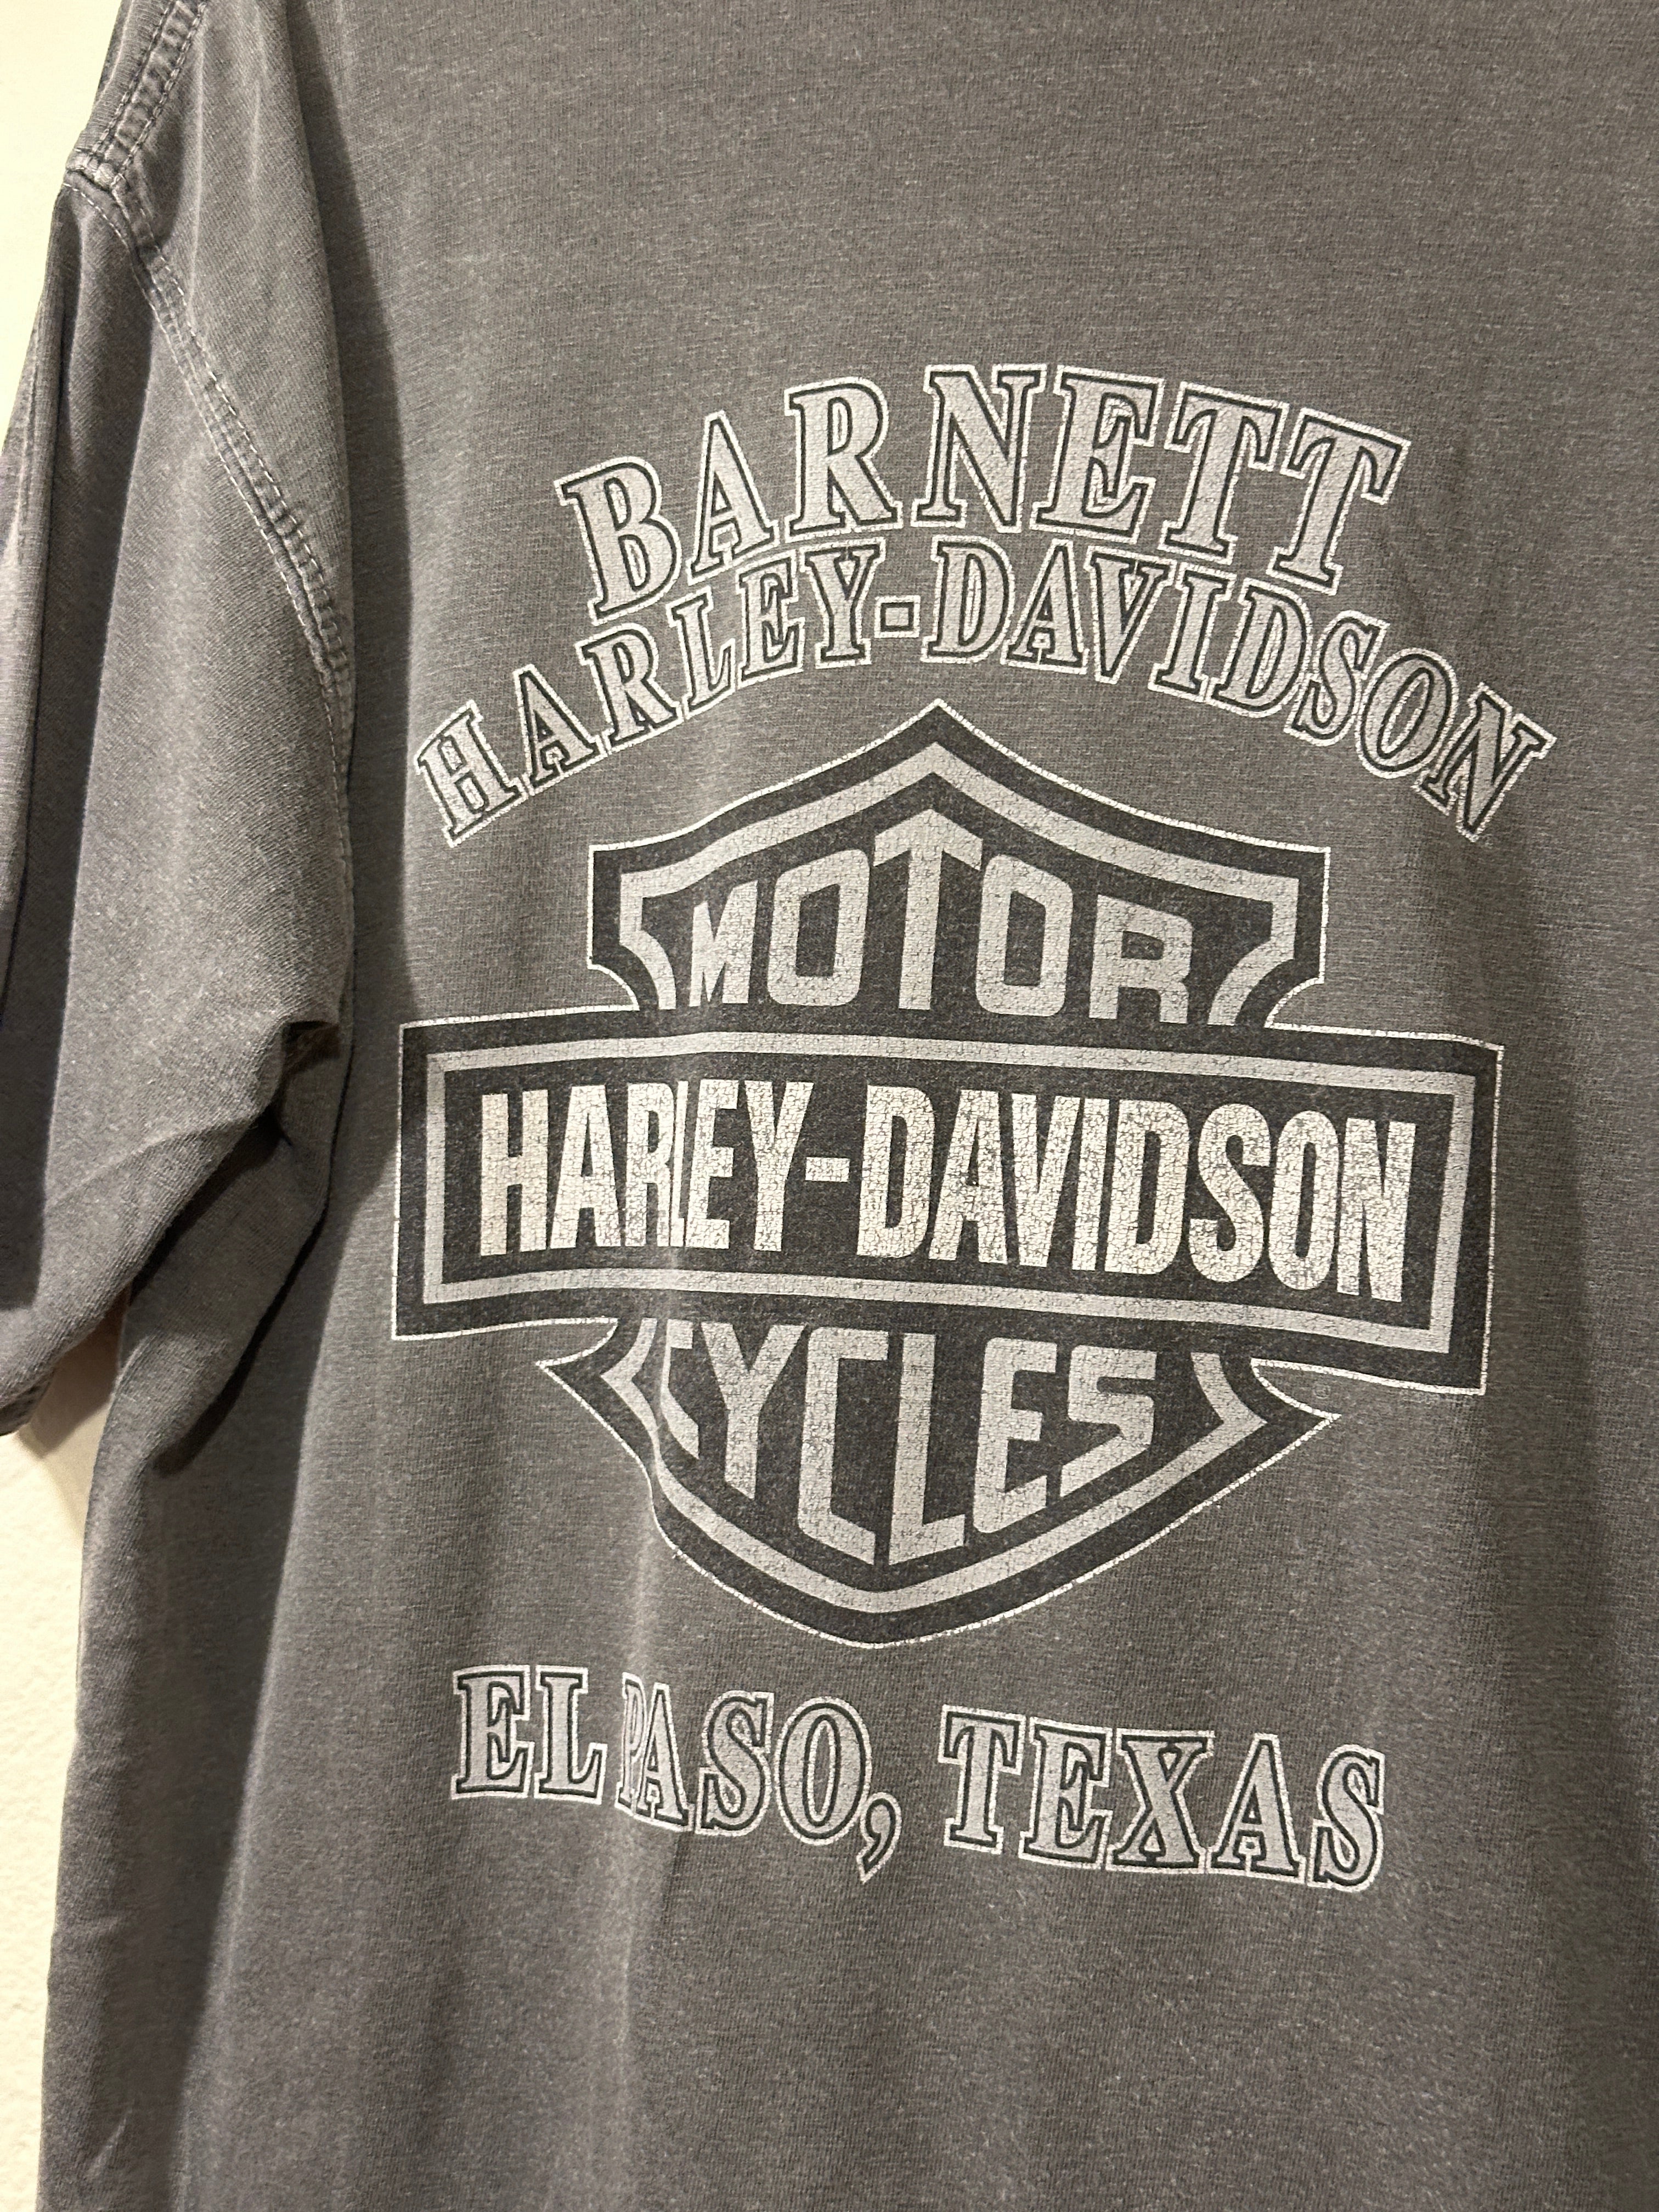 BARNETT
HARLEY-DAVIDSON
MOTOR
HARLEY-DAVIDSON
CYCLES
EL PASO, TEXAS